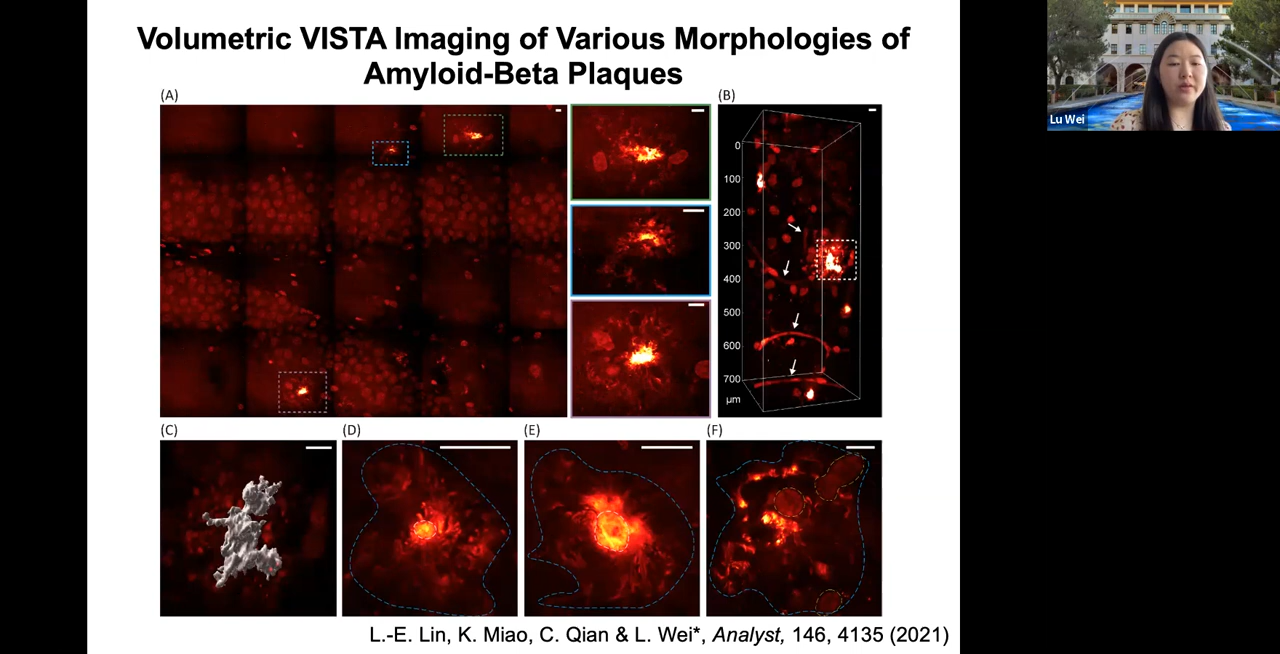 Volumetric VISTA Imaging of Various Morphologies of
Amyloid-Beta Plaques
(A)
(B)
0
100
200
300
400
500
600
700
μm
(C)
(D)
(E)
(F)
L.-E. Lin, K. Miao, C. Qian & L. Wei*, Analyst, 146, 4135 (2021)
Lu Wei